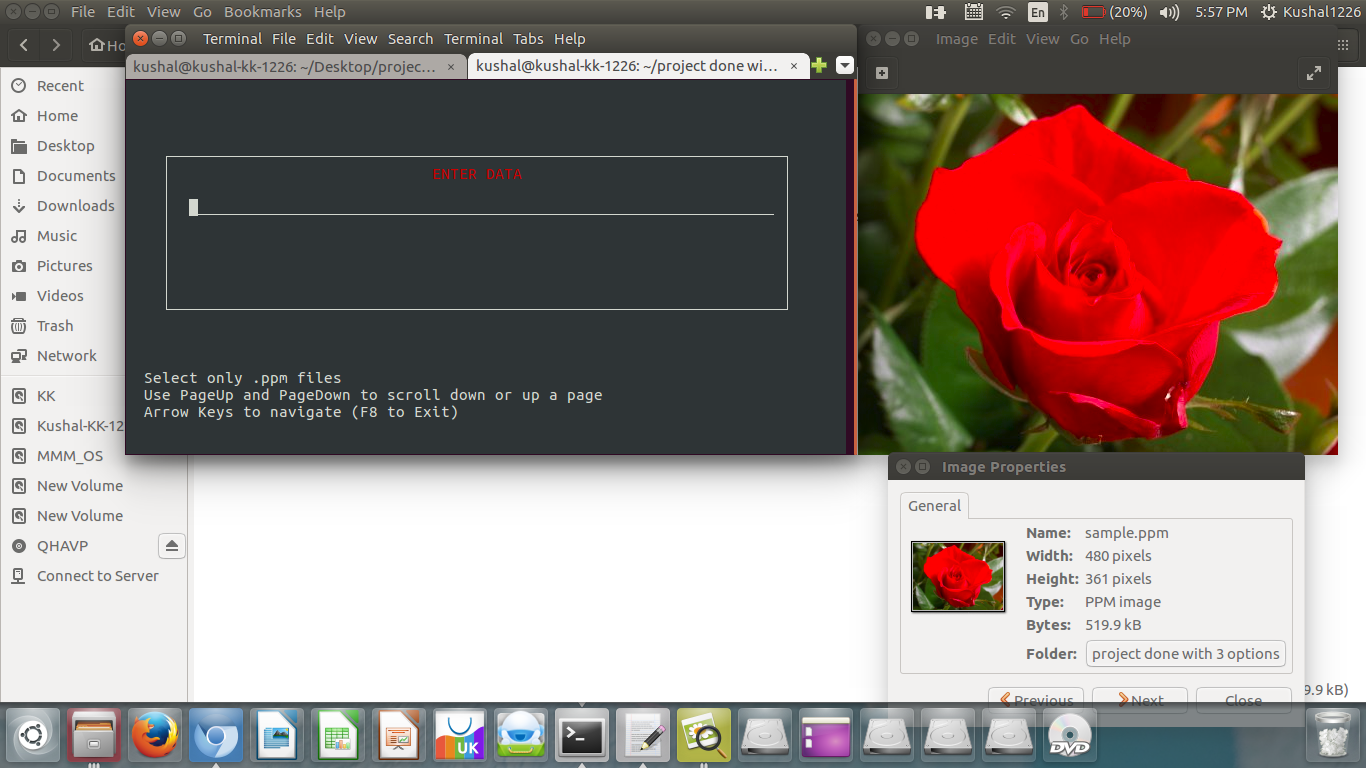 File Edit View Go Bookmarks Help
En
(20%)
5:57 PM
Kushal1226
Terminal File Edit View Search Terminal Tabs Help
Image Edit View Go Help
Ho
kushal@kushal-kk-1226: ~/Desktop/projec...
kushal@kushal-kk-1226: ~/project done wi...
Recent
Home
Desktop
Documents
Downloads
Music
Pictures
Videos
Trash
Network
KK
Kushal-KK-12
MMM_OS
New Volume
New Volume
QHAVP
Connect to Server
ENTER DATA
Select only .ppm files
Use PageUp and PageDown to scroll down or up a page
Arrow Keys to navigate (F8 to Exit)
Image Properties
General
Name: sample.ppm
Width: 480 pixels
Height: 361 pixels
Type: PPM image
Bytes: 519.9 kB
Folder: project done with 3 options
Previous
Next
Close
9.9 kB)
UK
DVD